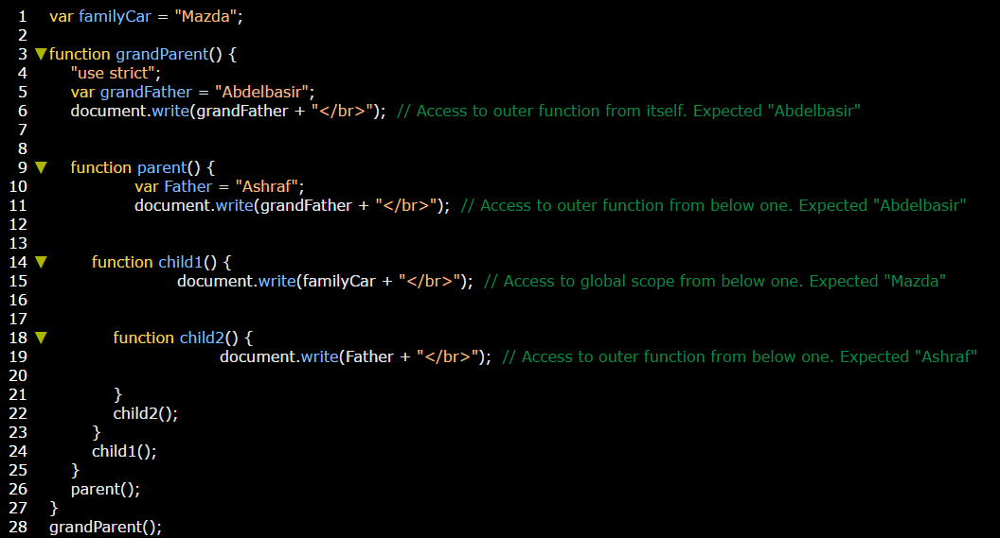 1 var familyCar = "Mazda";
2
3 ▼function grandParent() {
4 "use strict";
5 var grandFather = "Abdelbasir";
6 document.write(grandFather + "</br>"); // Access to outer function from itself. Expected "Abdelbasir"
7
8
9 ▼ function parent() {
10 var Father = "Ashraf";
11 document.write(grandFather + "</br>"); // Access to outer function from below one. Expected "Abdelbasir"
12
13
14 ▼ function child1() {
15 document.write(familyCar + "</br>"); // Access to global scope from below one. Expected "Mazda"
16
17
18 ▼ function child2() {
19 document.write(Father + "</br>"); // Access to outer function from below one. Expected "Ashraf"
20
21 }
22 child2();
23 }
24 child1();
25 }
26 parent();
27 }
28 grandParent();